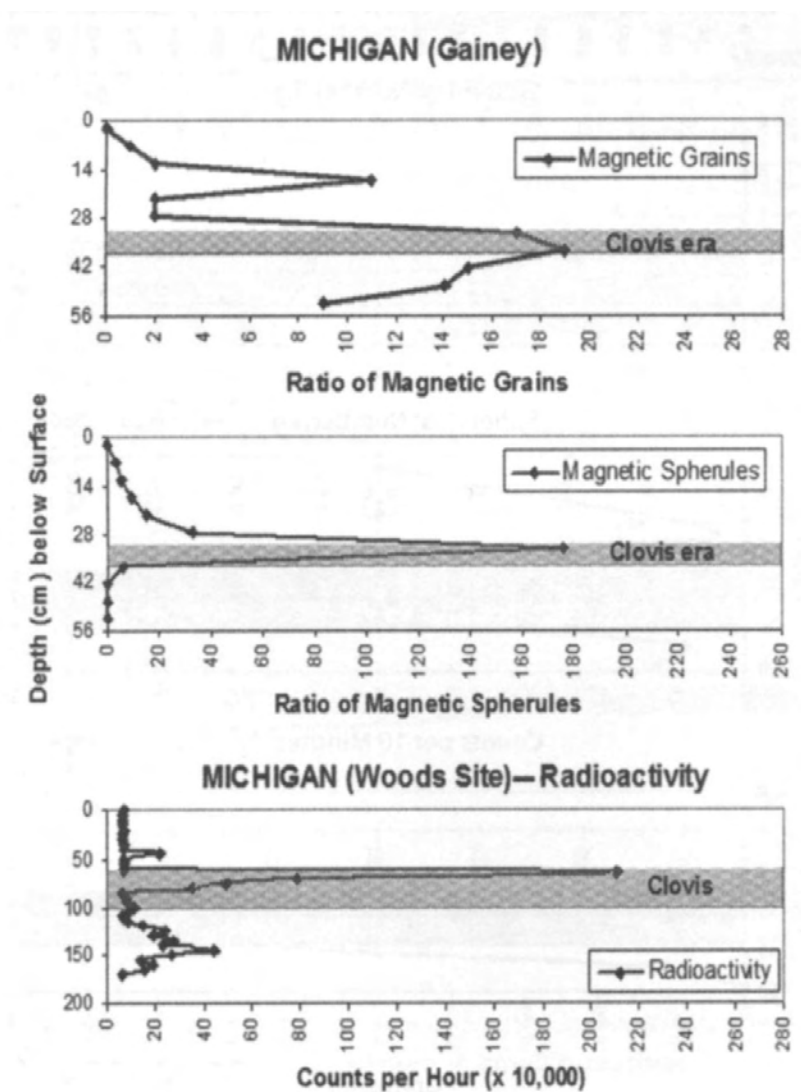 MICHIGAN (Gainey)
0
14
28
42
56
Magnetic Grains
Clovis era
0 2 4 6 8 10 12 14 16 18 20 22 24 26 28
Ratio of Magnetic Grains
Depth (cm) below Surface
0
14
28
42
56
Magnetic Spherules
Clovis era
0 20 40 60 80 100 120 140 160 180 200 220 240 260
Ratio of Magnetic Spherules
MICHIGAN (Woods Site)—Radioactivity
0
50
100
150
200
Clovis
Radioactivity
0 20 40 60 80 100 120 140 160 180 200 220 240 260 280
Counts per Hour (x 10,000)